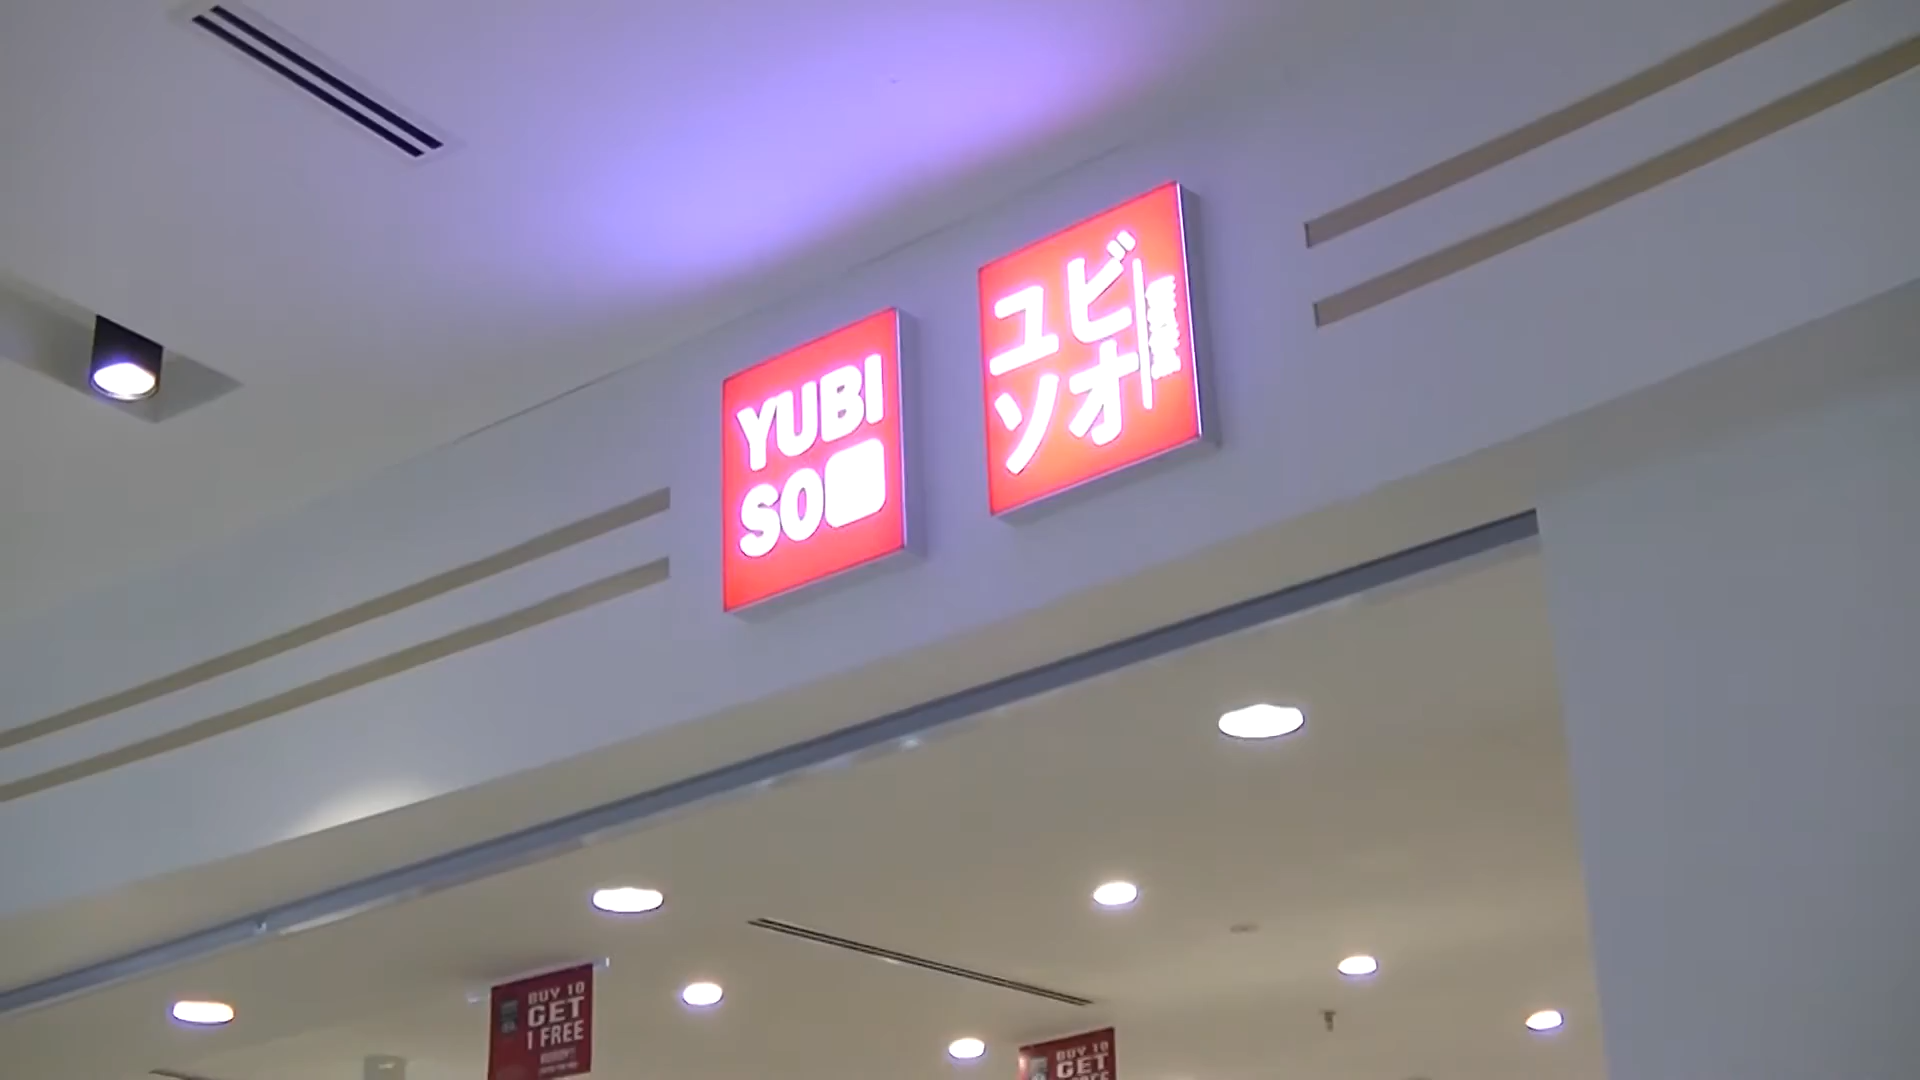 YUBI
SO
ユビ
ソオ
BUY 10
GET
1 FREE
BUY 10
GET